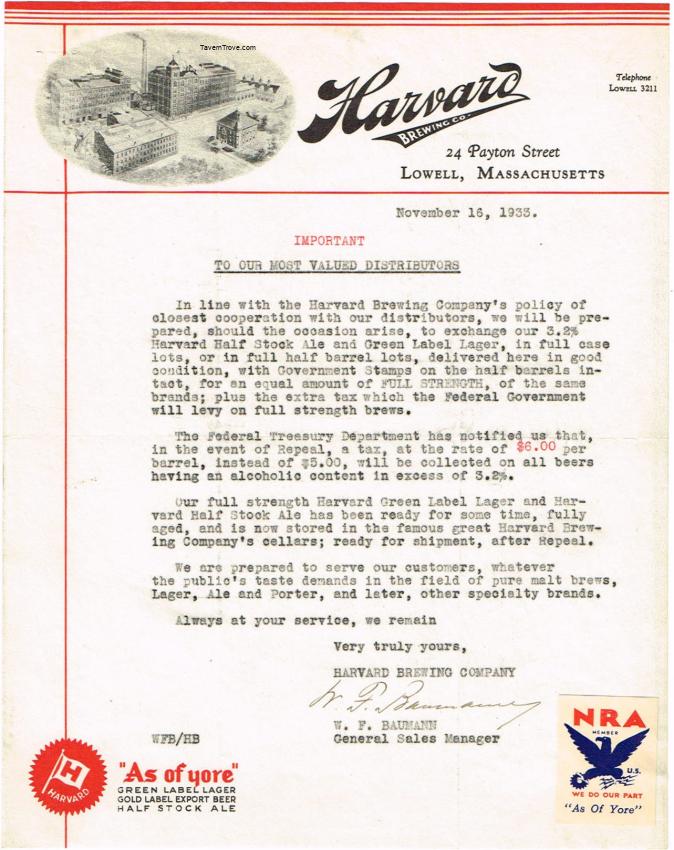 TavernTrove.com
Harvard
BREWING CO.
Telephone
LOWELL 3211
24 Payton Street
LOWELL, MASSACHUSETTS
November 16, 1933.
IMPORTANT
TO OUR MOST VALUED DISTRIBUTORS
In line with the Harvard Brewing Company's policy of
closest cooperation with our distributors, we will be pre-
pared, should the occasion arise, to exchange our 3.2%
Harvard Half Stock Ale and Green Label Lager, in full case
lots, or in full half barrel lots, delivered here in good
condition, with Government Stamps on the half barrels in-
tact, for an equal amount of FULL STRENGTH, of the same
brands; plus the extra tax which the Federal Government
will levy on full strength brews.
The Federal Treasury Department has notified us that,
in the event of Repeal, a tax, at the rate of $6.00 per
barrel, instead of $5.00, will be collected on all beers
having an alcoholic content in excess of 3.2%.
Our full strength Harvard Green Label Lager and Har-
vard Half Stock Ale has been ready for some time, fully
aged, and is now stored in the famous great Harvard Brew-
ing Company's cellars; ready for shipment, after Repeal.
We are prepared to serve our customers, whatever
the public's taste demands in the field of pure malt brews,
Lager, Ale and Porter, and later, other specialty brands.
Always at your service, we remain
Very truly yours,
HARVARD BREWING COMPANY
W. F. Baumann
W. F. BAUMANN
WFB/HB
General Sales Manager
H
HARVARD
"As of yore"
GREEN LABEL LAGER
GOLD LABEL EXPORT BEER
HALF STOCK ALE
NRA
MEMBER
U.S.
WE DO OUR PART
"As Of Yore"